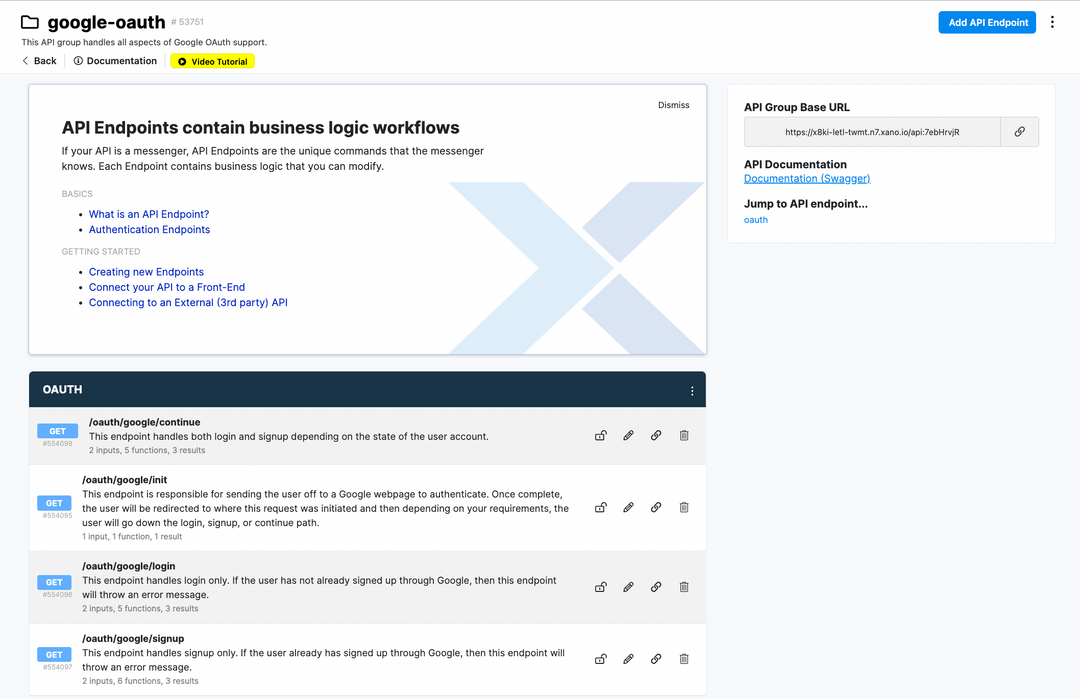 google-oauth # 53751
Add API Endpoint
This API group handles all aspects of Google OAuth support.
Back
Documentation
Video Tutorial
Dismiss
API Endpoints contain business logic workflows
If your API is a messenger, API Endpoints are the unique commands that the messenger
knows. Each Endpoint contains business logic that you can modify.
BASICS
• What is an API Endpoint?
• Authentication Endpoints
GETTING STARTED
• Creating new Endpoints
• Connect your API to a Front-End
• Connecting to an External (3rd party) API
API Group Base URL
https://x8ki-letl-twmt.n7.xano.io/api:7ebHrvjR
API Documentation
Documentation (Swagger)
Jump to API endpoint...
oauth
OAUTH
GET
#554098
/oauth/google/continue
This endpoint handles both login and signup depending on the state of the user account.
2 inputs, 5 functions, 3 results
GET
#554095
/oauth/google/init
This endpoint is responsible for sending the user off to a Google webpage to authenticate. Once complete,
the user will be redirected to where this request was initiated and then depending on your requirements, the
user will go down the login, signup, or continue path.
1 input, 1 function, 1 result
GET
#554096
/oauth/google/login
This endpoint handles login only. If the user has not already signed up through Google, then this endpoint
will throw an error message.
2 inputs, 5 functions, 3 results
GET
#554097
/oauth/google/signup
This endpoint handles signup only. If the user already has signed up through Google, then this endpoint will
throw an error message.
2 inputs, 6 functions, 3 results